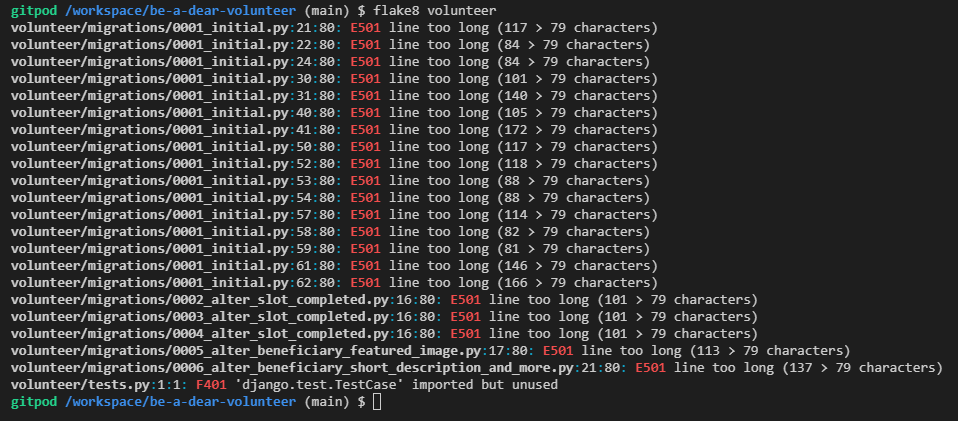 gitpod /workspace/be-a-dear-volunteer (main) $ flake8 volunteer
volunteer/migrations/0001_initial.py:21:80: E501 line too long (117 > 79 characters)
volunteer/migrations/0001_initial.py:22:80: E501 line too long (84 > 79 characters)
volunteer/migrations/0001_initial.py:24:80: E501 line too long (84 > 79 characters)
volunteer/migrations/0001_initial.py:30:80: E501 line too long (101 > 79 characters)
volunteer/migrations/0001_initial.py:31:80: E501 line too long (140 > 79 characters)
volunteer/migrations/0001_initial.py:40:80: E501 line too long (105 > 79 characters)
volunteer/migrations/0001_initial.py:41:80: E501 line too long (172 > 79 characters)
volunteer/migrations/0001_initial.py:50:80: E501 line too long (117 > 79 characters)
volunteer/migrations/0001_initial.py:52:80: E501 line too long (118 > 79 characters)
volunteer/migrations/0001_initial.py:53:80: E501 line too long (88 > 79 characters)
volunteer/migrations/0001_initial.py:54:80: E501 line too long (88 > 79 characters)
volunteer/migrations/0001_initial.py:57:80: E501 line too long (114 > 79 characters)
volunteer/migrations/0001_initial.py:58:80: E501 line too long (82 > 79 characters)
volunteer/migrations/0001_initial.py:59:80: E501 line too long (81 > 79 characters)
volunteer/migrations/0001_initial.py:61:80: E501 line too long (146 > 79 characters)
volunteer/migrations/0001_initial.py:62:80: E501 line too long (166 > 79 characters)
volunteer/migrations/0002_alter_slot_completed.py:16:80: E501 line too long (101 > 79 characters)
volunteer/migrations/0003_alter_slot_completed.py:16:80: E501 line too long (101 > 79 characters)
volunteer/migrations/0004_alter_slot_completed.py:16:80: E501 line too long (101 > 79 characters)
volunteer/migrations/0005_alter_beneficiary_featured_image.py:17:80: E501 line too long (113 > 79 characters)
volunteer/migrations/0006_alter_beneficiary_short_description_and_more.py:21:80: E501 line too long (137 > 79 characters)
volunteer/tests.py:1:1: F401 'django.test.TestCase' imported but unused
gitpod /workspace/be-a-dear-volunteer (main) $